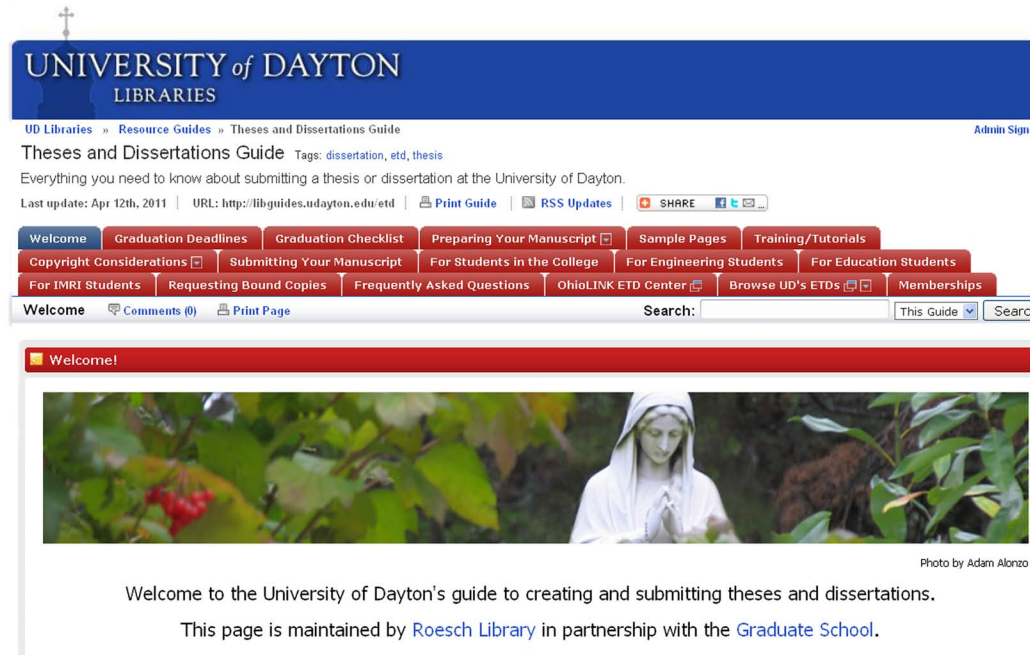 UNIVERSITY of DAYTON
LIBRARIES
UD Libraries » Resource Guides » Theses and Dissertations Guide Admin Sign
Theses and Dissertations Guide Tags: dissertation, etd, thesis
Everything you need to know about submitting a thesis or dissertation at the University of Dayton.
Last update: Apr 12th, 2011 | URL: http://libguides.udayton.edu/etd | Print Guide | RSS Updates | SHARE ...
Welcome Graduation Deadlines Graduation Checklist Preparing Your Manuscript Sample Pages Training/Tutorials
Copyright Considerations Submitting Your Manuscript For Students in the College For Engineering Students For Education Students
For IMRI Students Requesting Bound Copies Frequently Asked Questions OhioLINK ETD Center Browse UD's ETDs Memberships
Welcome Comments (0) Print Page Search: This Guide Searc
Welcome!
Photo by Adam Alonzo
Welcome to the University of Dayton's guide to creating and submitting theses and dissertations.
This page is maintained by Roesch Library in partnership with the Graduate School.